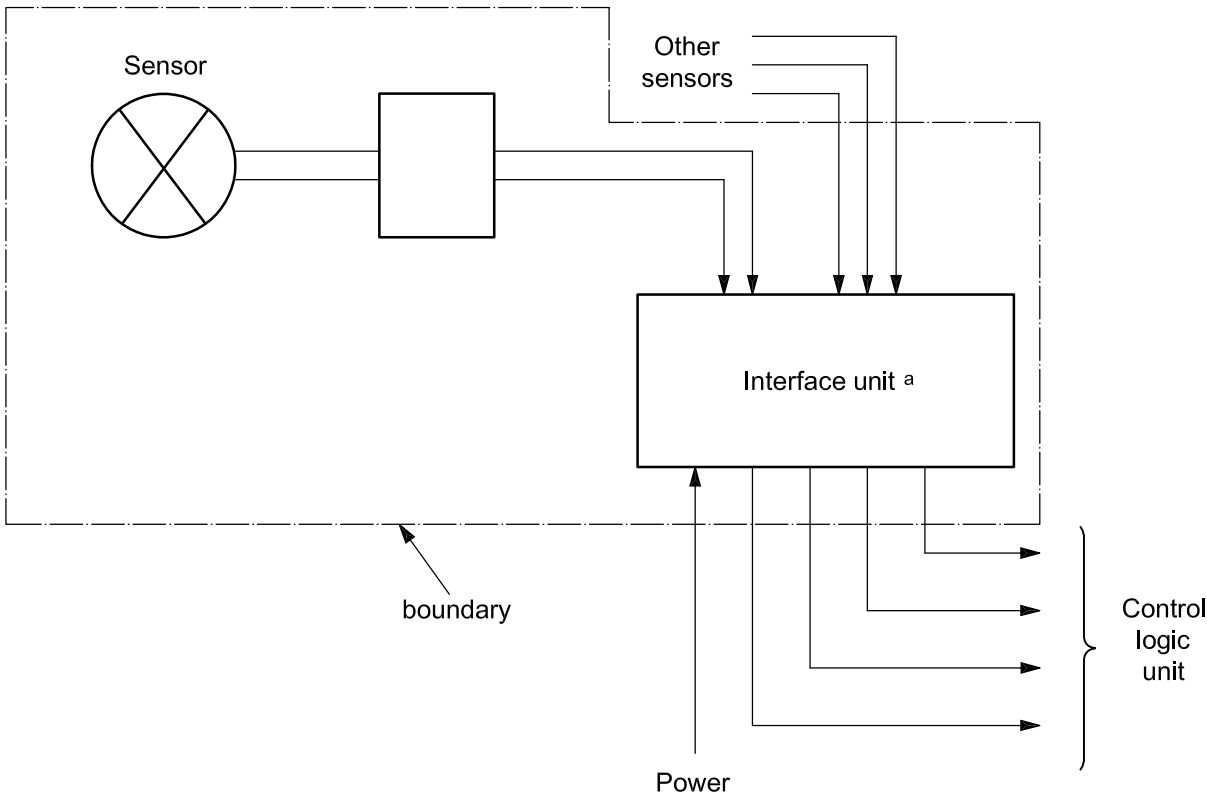 Sensor
Other
sensors
Interface unit a
boundary
Control
logic
unit
Power